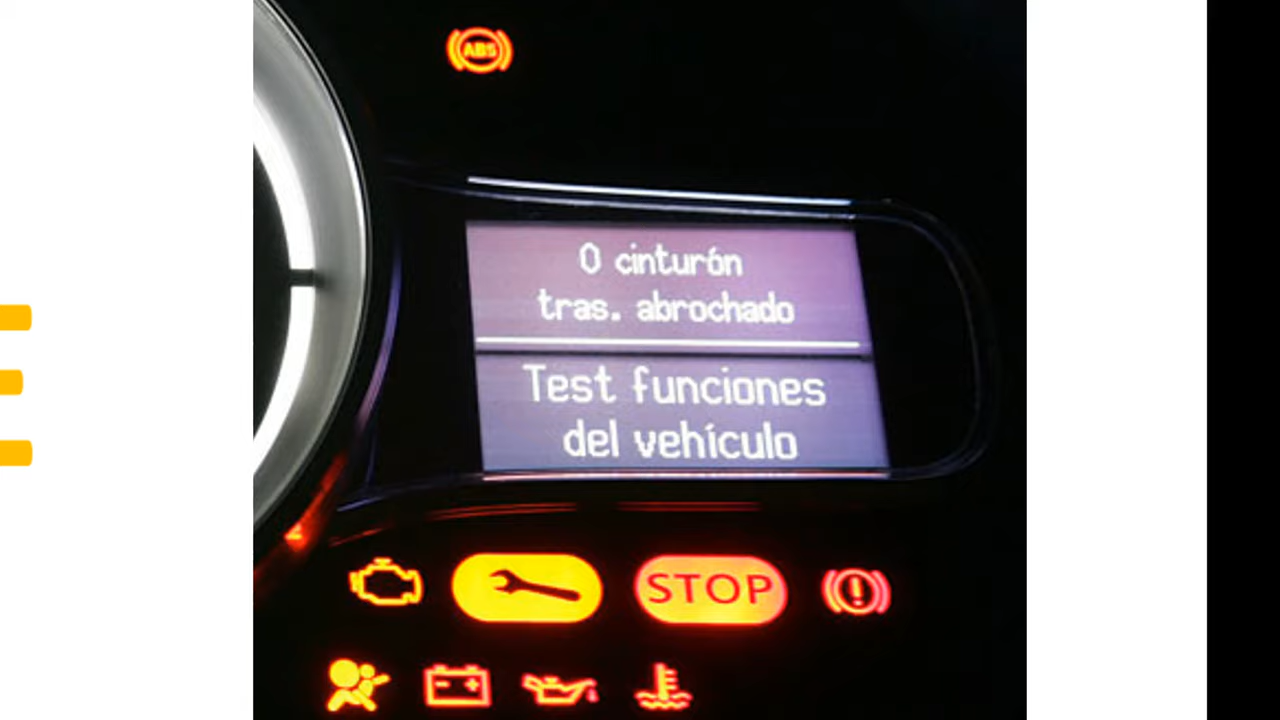 ABS
0 cinturón
tras. abrochado
Test funciones
del vehículo
STOP